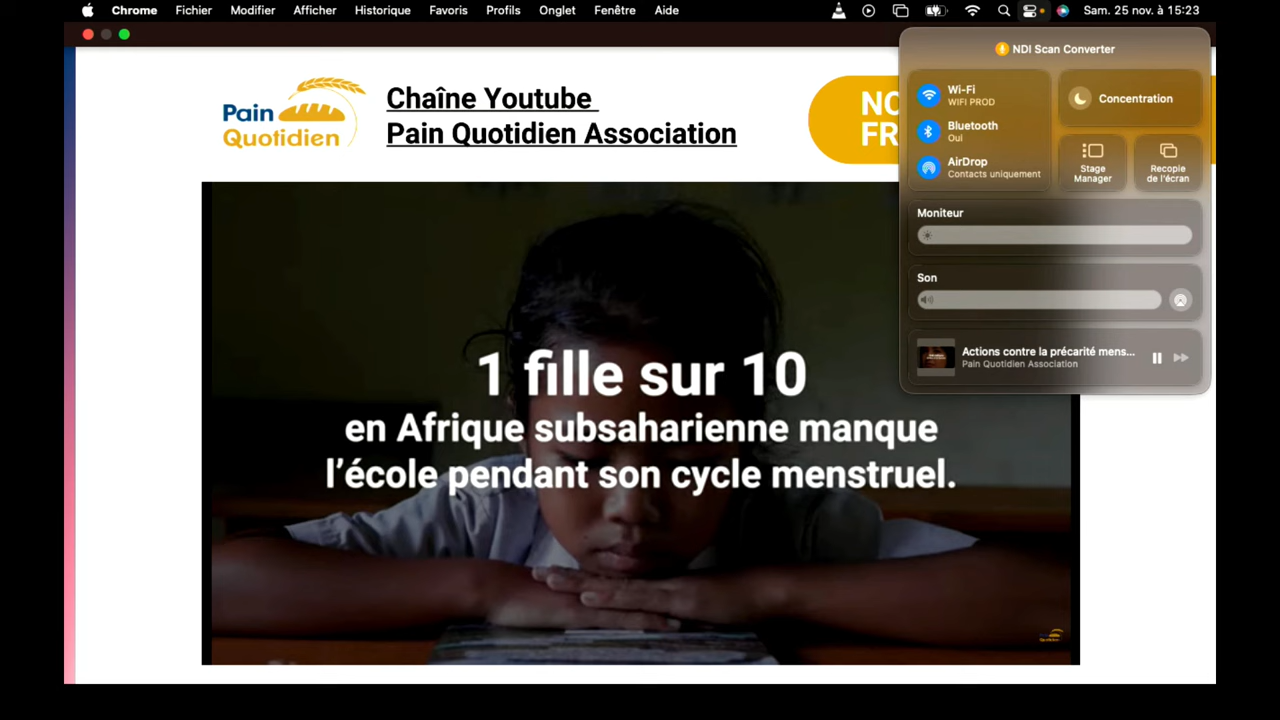 Chrome Fichier Modifier Afficher Historique Favoris Profils Onglet Fenêtre Aide Sam. 25 nov. à 15:23
NDI Scan Converter
Wi-Fi
WIFI PROD
Bluetooth
Oui
AirDrop
Contacts uniquement
Concentration
Stage
Manager
Recopie
de l'écran
Moniteur
Son
Actions contre la précarité mens...
Pain Quotidien Association
Pain
Quotidien
Chaîne Youtube
Pain Quotidien Association
NO
FR
1 fille sur 10
en Afrique subsaharienne manque
l'école pendant son cycle menstruel.
Pain
Quotidien